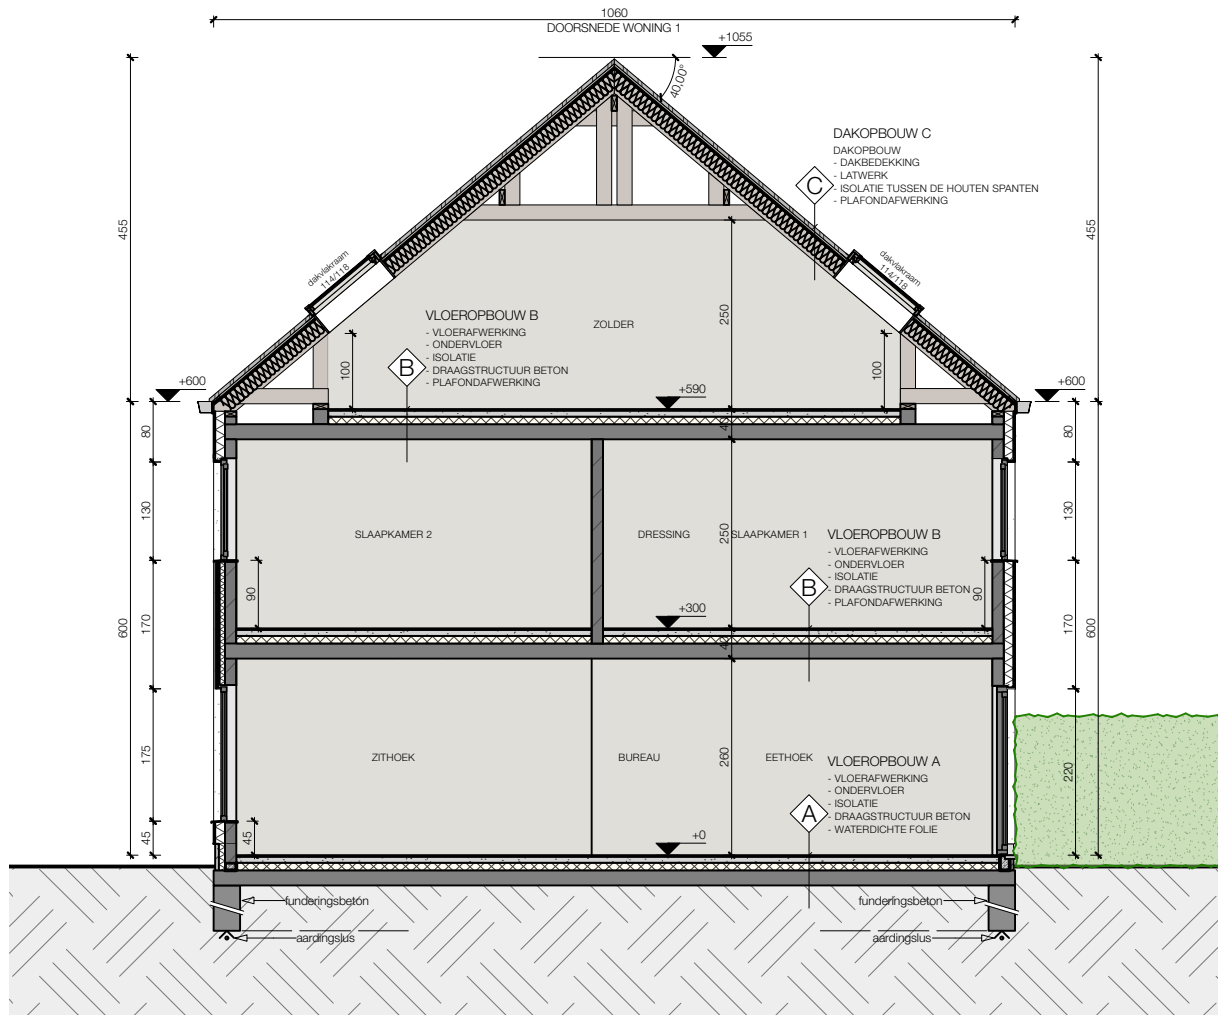 1060
DOORSNEDE WONING 1
+1055
40,00°
DAKOPBOUW C
DAKOPBOUW
- DAKBEDEKKING
- LATWERK
- ISOLATIE TUSSEN DE HOUTEN SPANTEN
- PLAFONDAFWERKING
C
455
455
dakvlakraam
114/118
dakvlakraam
114/118
VLOEROPBOUW B
- VLOERAFWERKING
- ONDERVLOER
- ISOLATIE
- DRAAGSTRUCTUUR BETON
- PLAFONDAFWERKING
B
ZOLDER
250
100
100
+600
+590
+600
40
80
80
130
130
SLAAPKAMER 2
DRESSING
250
SLAAPKAMER 1
VLOEROPBOUW B
- VLOERAFWERKING
- ONDERVLOER
- ISOLATIE
- DRAAGSTRUCTUUR BETON
- PLAFONDAFWERKING
B
90
90
+300
40
600
170
170
600
ZITHOEK
BUREAU
260
EETHOEK
VLOEROPBOUW A
- VLOERAFWERKING
- ONDERVLOER
- ISOLATIE
- DRAAGSTRUCTUUR BETON
- WATERDICHTE FOLIE
A
175
220
45
45
+0
funderingsbeton
funderingsbeton
aardingslus
aardingslus